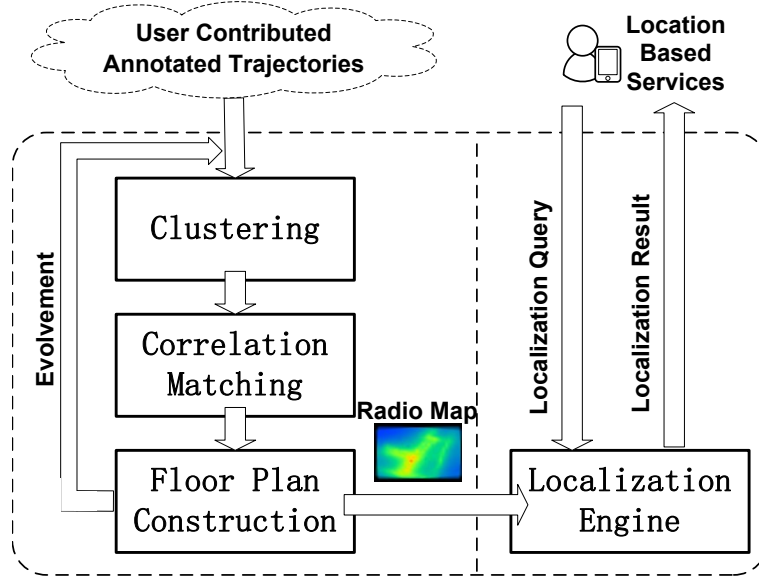 User Contributed
Annotated Trajectories
Location
Based
Services
Clustering
Correlation
Matching
Floor Plan
Construction
Evolvement
Radio Map
Localization Query
Localization Result
Localization
Engine